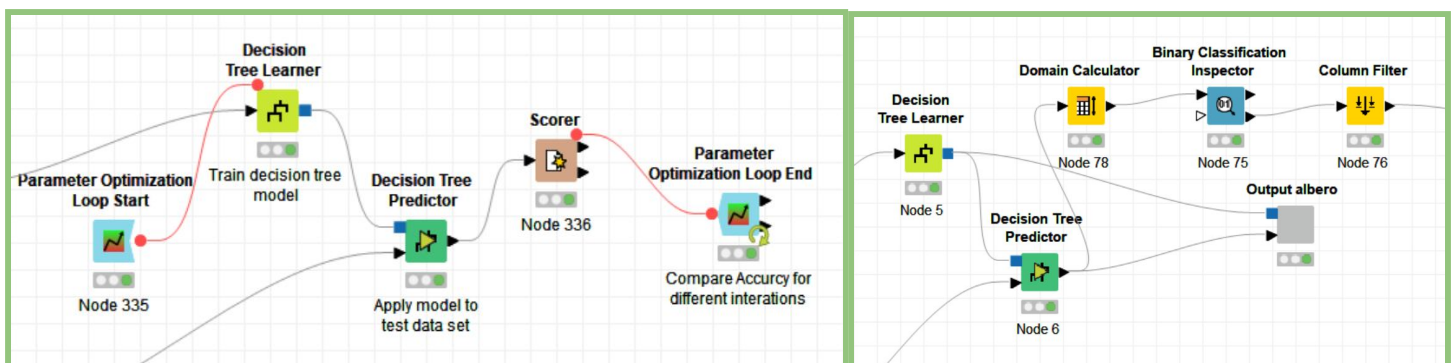 Decision
Tree Learner
Train decision tree
model
Parameter Optimization
Loop Start
Node 335
Decision Tree
Predictor
Apply model to
test data set
Scorer
Node 336
Parameter
Optimization Loop End
Compare Accurcy for
different interations
Decision
Tree Learner
Node 5
Decision Tree
Predictor
Node 6
Domain Calculator
Node 78
Binary Classification
Inspector
01
Node 75
Column Filter
Node 76
Output albero